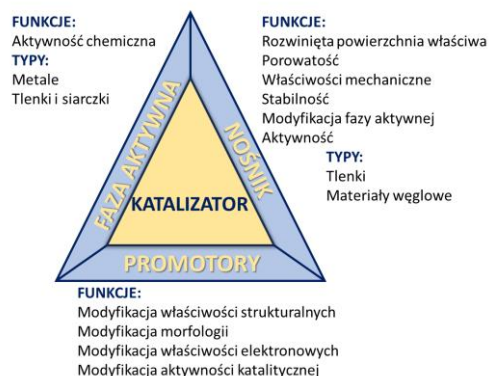 FUNKCJE:
Aktywność chemiczna
TYPY:
Metale
Tlenki i siarczki
FUNKCJE:
Rozwinięta powierzchnia właściwa
Porowatość
Właściwości mechaniczne
Stabilność
Modyfikacja fazy aktywnej
Aktywność
TYPY:
Tlenki
Materiały węglowe
FAZA AKTYWNA
NOŚNIK
KATALIZATOR
PROMOTORY
FUNKCJE:
Modyfikacja właściwości strukturalnych
Modyfikacja morfologii
Modyfikacja właściwości elektronowych
Modyfikacja aktywności katalitycznej